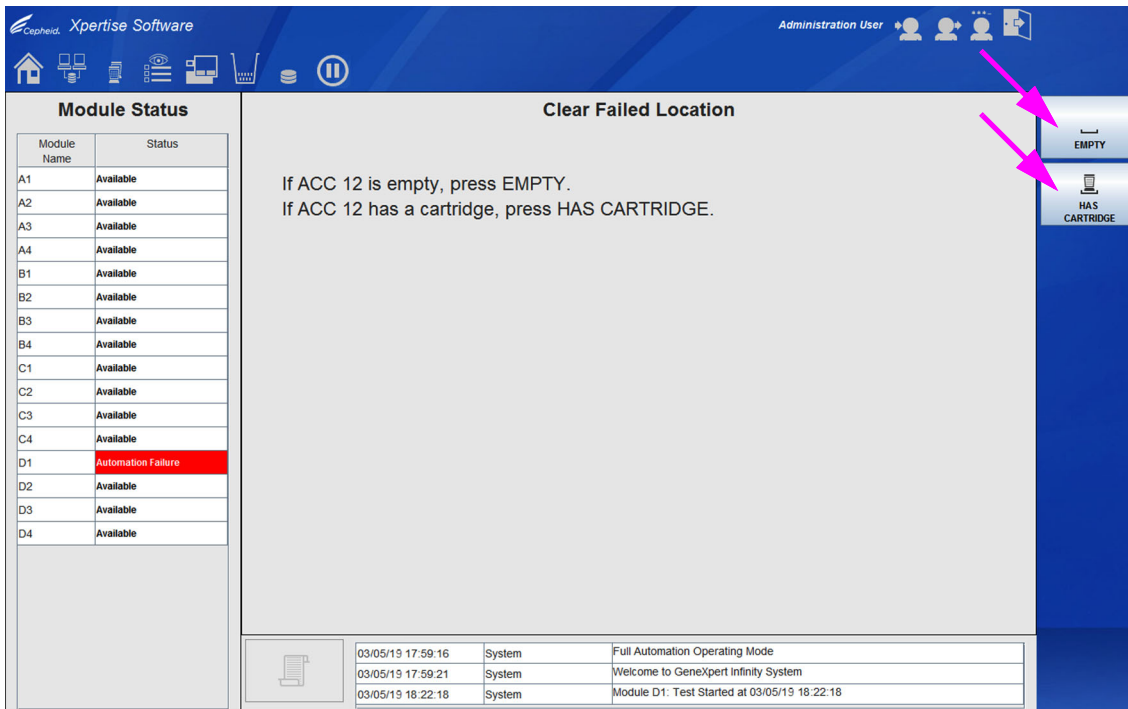 Cepheid. Xpertise Software
Administration User
Module Status
Module Name Status
A1 Available
A2 Available
A3 Available
A4 Available
B1 Available
B2 Available
B3 Available
B4 Available
C1 Available
C2 Available
C3 Available
C4 Available
D1 Automation Failure
D2 Available
D3 Available
D4 Available
Clear Failed Location
If ACC 12 is empty, press EMPTY.
If ACC 12 has a cartridge, press HAS CARTRIDGE.
EMPTY
HAS
CARTRIDGE
03/05/19 17:59:16 System Full Automation Operating Mode
03/05/19 17:59:21 System Welcome to GeneXpert Infinity System
03/05/19 18:22:18 System Module D1: Test Started at 03/05/19 18:22:18